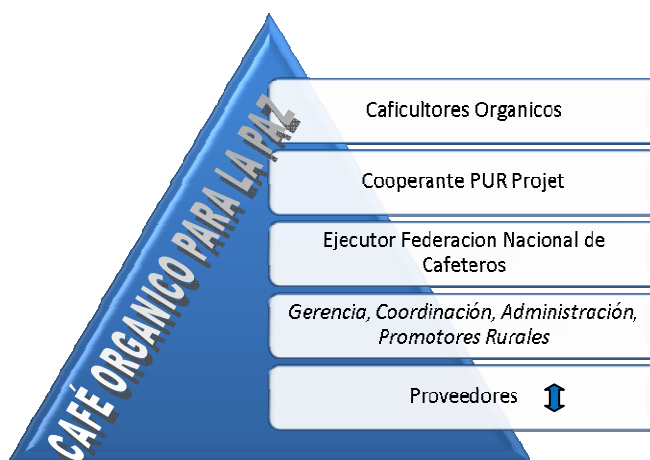 CAFÉ ORGANICO PARA LA PAZ
Caficultores Organicos
Cooperante PUR Projet
Ejecutor Federacion Nacional de
Cafeteros
Gerencia, Coordinación, Administración,
Promotores Rurales
Proveedores